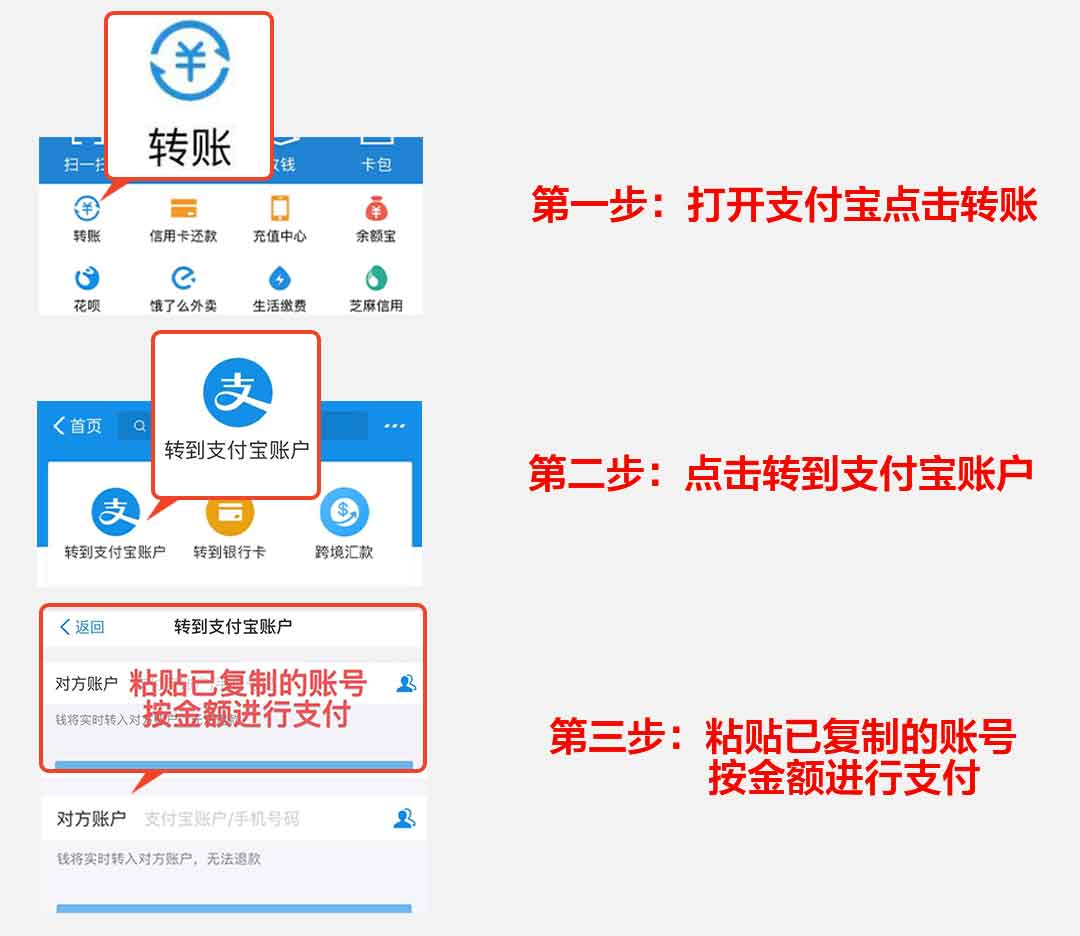 转账
扫一扫
收钱
卡包
转账
信用卡还款
充值中心
余额宝
花呗
饿了么外卖
生活缴费
芝麻信用
第一步：打开支付宝点击转账
首页
支
转到支付宝账户
支
转到支付宝账户
转到银行卡
跨境汇款
第二步：点击转到支付宝账户
返回
转到支付宝账户
对方账户
粘贴已复制的账号
按金额进行支付
钱将实时转入对方
对方账户
支付宝账户/手机号码
钱将实时转入对方账户，无法退款
第三步：粘贴已复制的账号
按金额进行支付